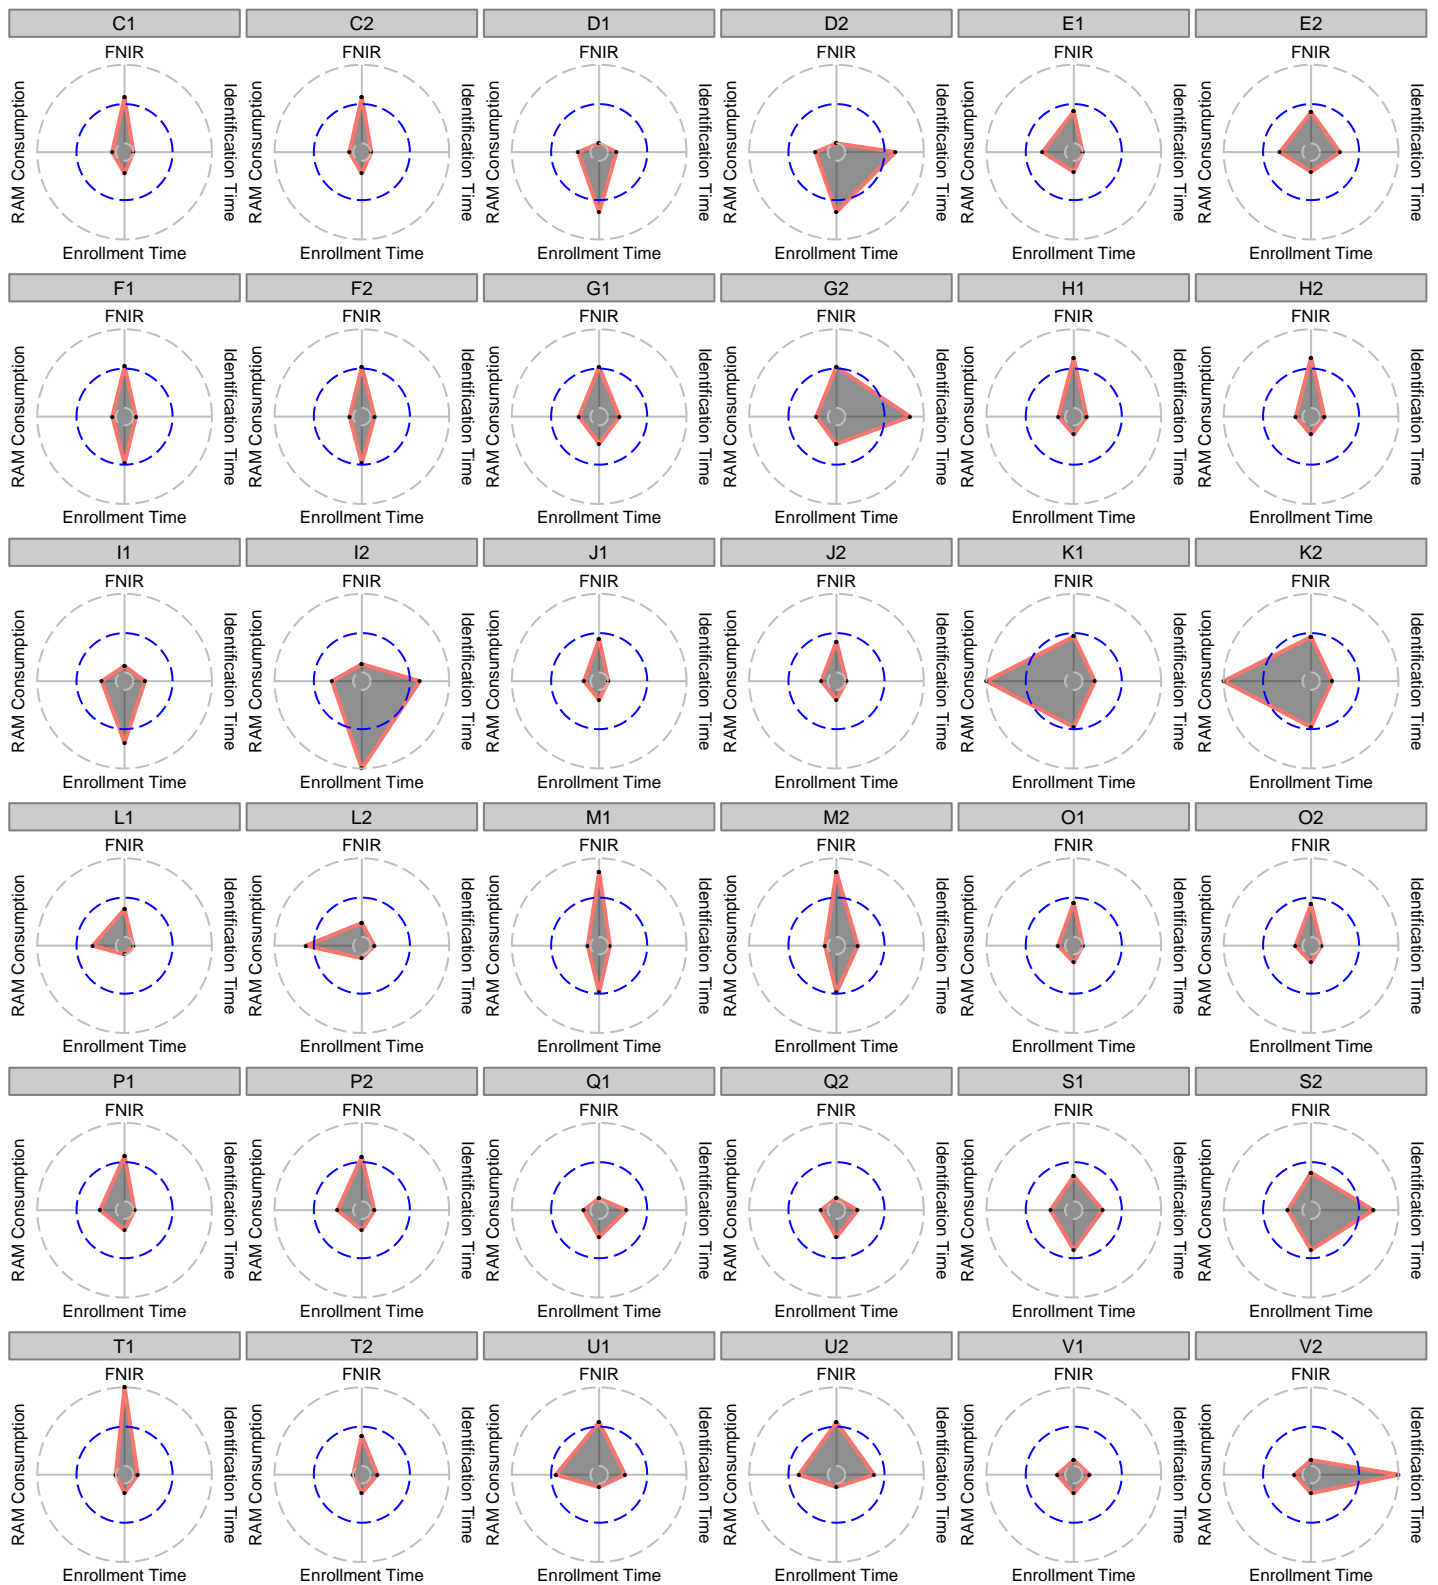 C1 C2 D1 D2 E1 E2
FNIR FNIR FNIR FNIR FNIR FNIR
RAM Consumption Identification Time RAM Consumption Identification Time RAM Consumption Identification Time RAM Consumption Identification Time RAM Consumption Identification Time RAM Consumption Identification Time
Enrollment Time Enrollment Time Enrollment Time Enrollment Time Enrollment Time Enrollment Time
F1 F2 G1 G2 H1 H2
FNIR FNIR FNIR FNIR FNIR FNIR
RAM Consumption Identification Time RAM Consumption Identification Time RAM Consumption Identification Time RAM Consumption Identification Time RAM Consumption Identification Time RAM Consumption Identification Time
Enrollment Time Enrollment Time Enrollment Time Enrollment Time Enrollment Time Enrollment Time
I1 I2 J1 J2 K1 K2
FNIR FNIR FNIR FNIR FNIR FNIR
RAM Consumption Identification Time RAM Consumption Identification Time RAM Consumption Identification Time RAM Consumption Identification Time RAM Consumption Identification Time RAM Consumption Identification Time
Enrollment Time Enrollment Time Enrollment Time Enrollment Time Enrollment Time Enrollment Time
L1 L2 M1 M2 O1 O2
FNIR FNIR FNIR FNIR FNIR FNIR
RAM Consumption Identification Time RAM Consumption Identification Time RAM Consumption Identification Time RAM Consumption Identification Time RAM Consumption Identification Time RAM Consumption Identification Time
Enrollment Time Enrollment Time Enrollment Time Enrollment Time Enrollment Time Enrollment Time
P1 P2 Q1 Q2 S1 S2
FNIR FNIR FNIR FNIR FNIR FNIR
RAM Consumption Identification Time RAM Consumption Identification Time RAM Consumption Identification Time RAM Consumption Identification Time RAM Consumption Identification Time RAM Consumption Identification Time
Enrollment Time Enrollment Time Enrollment Time Enrollment Time Enrollment Time Enrollment Time
T1 T2 U1 U2 V1 V2
FNIR FNIR FNIR FNIR FNIR FNIR
RAM Consumption Identification Time RAM Consumption Identification Time RAM Consumption Identification Time RAM Consumption Identification Time RAM Consumption Identification Time RAM Consumption Identification Time
Enrollment Time Enrollment Time Enrollment Time Enrollment Time Enrollment Time Enrollment Time